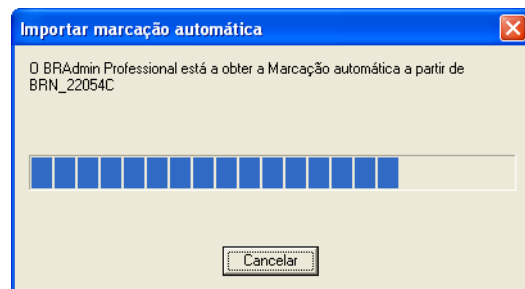 Importar marcação automática
O BRAdmin Professional está a obter a Marcação automática a partir de
BRN_22054C
Cancelar